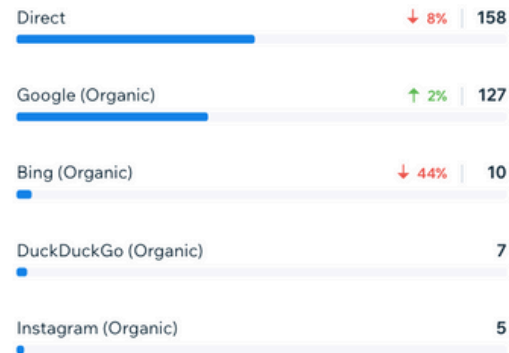 Direct ↓ 8% | 158
Google (Organic) ↑ 2% | 127
Bing (Organic) ↓ 44% | 10
DuckDuckGo (Organic) 7
Instagram (Organic) 5